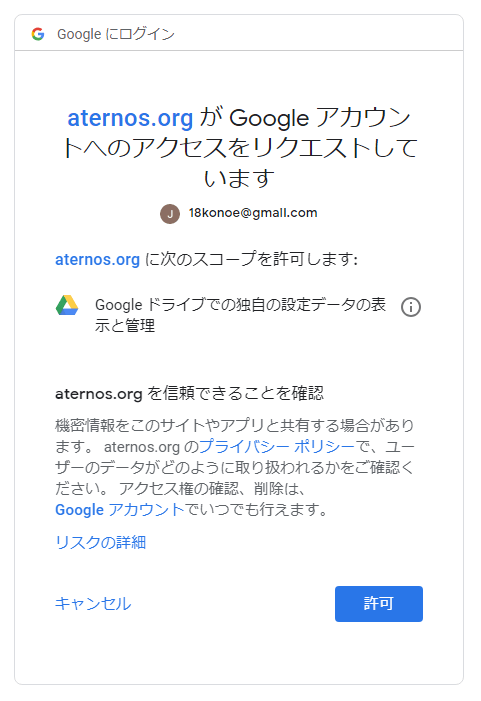 Google にログイン
aternos.org が Google アカウン
トへのアクセスをリクエストして
います
J
18konoe@gmail.com
aternos.org に次のスコープを許可します:
Google ドライブでの独自の設定データの表
示と管理
aternos.org を信頼できることを確認
機密情報をこのサイトやアプリと共有する場合があり
ます。 aternos.org のプライバシー ポリシーで、ユー
ザーのデータがどのように取り扱われるかをご確認く
ださい。 アクセス権の確認、削除は、
Google アカウントでいつでも行えます。
リスクの詳細
キャンセル
許可